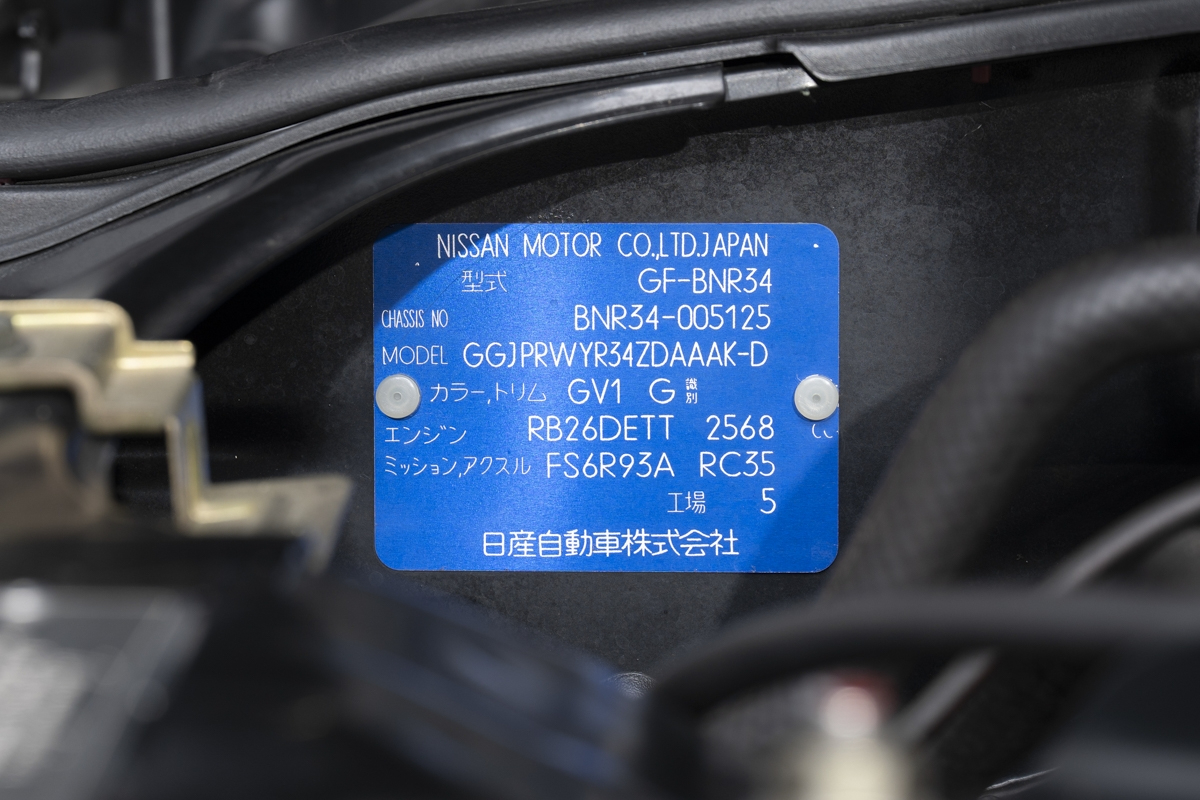 NISSAN MOTOR CO.,LTD.JAPAN
型式 GF-BNR34
CHASSIS NO BNR34-005125
MODEL GGJPRWYR34ZDAAAK-D
カラー,トリム GV1 G 識別
エンジン RB26DETT 2568 cc
ミッション,アクスル FS6R93A RC35
工場 5
日産自動車株式会社